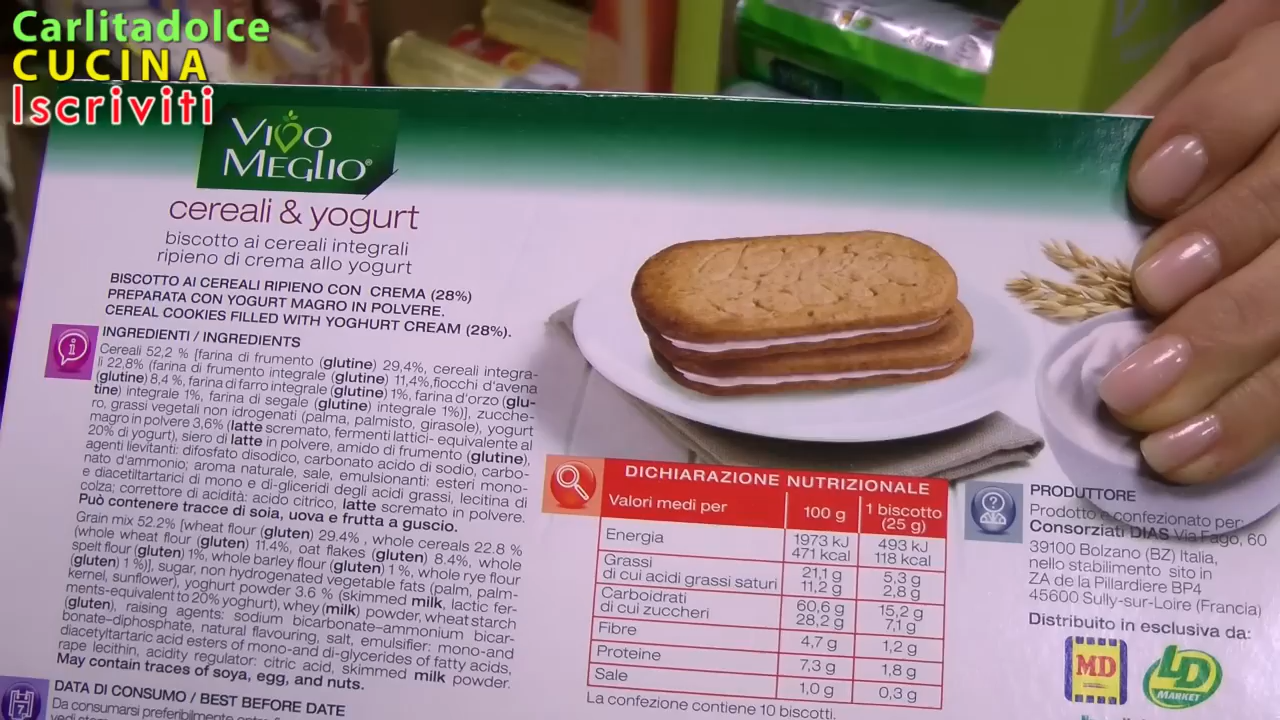 Carlitadolce
CUCINA
Iscriviti
VIVO
MEGLIO®
cereali & yogurt
biscotto ai cereali integrali
ripieno di crema allo yogurt
BISCOTTO AI CEREALI RIPIENO CON CREMA (28%)
PREPARATA CON YOGURT MAGRO IN POLVERE.
CEREAL COOKIES FILLED WITH YOGHURT CREAM (28%).
INGREDIENTI / INGREDIENTS
Cereali 52,2 % [farina di frumento (glutine) 29,4%, cereali integra-
li 22,8% (farina di frumento integrale (glutine) 11,4%,fiocchi d'avena
(glutine) 8,4 %, farina di farro integrale (glutine) 1%, farina d'orzo (glu-
tine) integrale 1%, farina di segale (glutine) integrale 1%)], zucche-
ro, grassi vegetali non idrogenati (palma, palmisto, girasole), yogurt
magro in polvere 3,6% (latte scremato, fermenti lattici- equivalente al
20% di yogurt), siero di latte in polvere, amido di frumento (glutine),
agenti lievitanti: difosfato disodico, carbonato acido di sodio, carbo-
nato d'ammonio; aroma naturale, sale, emulsionanti: esteri mono-
e diacetiltartarici di mono e di-gliceridi degli acidi grassi, lecitina di
colza; correttore di acidità: acido citrico, latte scremato in polvere.
Può contenere tracce di soia, uova e frutta a guscio.
Grain mix 52.2% [wheat flour (gluten) 29.4% , whole cereals 22.8 %
(whole wheat flour (gluten) 11.4%, oat flakes (gluten) 8.4%, whole
spelt flour (gluten) 1%, whole barley flour (gluten) 1 %, whole rye flour
(gluten) 1 %)], sugar, non hydrogenated vegetable fats (palm, palm-
kernel, sunflower), yoghurt powder 3.6 % (skimmed milk, lactic fer-
ments-equivalent to 20% yoghurt), whey (milk) powder, wheat starch
(gluten), raising agents: sodium bicarbonate-ammonium bicar-
bonate-diphosphate, natural flavouring, salt, emulsifier: mono-and
diacetyltartaric acid esters of mono-and di-glycerides of fatty acids,
rape lecithin, acidity regulator: citric acid, skimmed milk powder.
May contain traces of soya, egg, and nuts.
DATA DI CONSUMO / BEST BEFORE DATE
Da consumarsi preferibilmente
DICHIARAZIONE NUTRIZIONALE
Valori medi per 100 g 1 biscotto
(25 g)
Energia 1973 kJ 493 kJ
471 kcal 118 kcal
Grassi 21,1 g 5,3 g
di cui acidi grassi saturi 11,2 g 2,8 g
Carboidrati 60,6 g 15,2 g
di cui zuccheri 28,2 g 7,1 g
Fibre 4,7 g 1,2 g
Proteine 7,3 g 1,8 g
Sale 1,0 g 0,3 g
La confezione contiene 10 biscotti.
PRODUTTORE
Prodotto e confezionato per:
Consorziati DIAS Via Fago, 60
39100 Bolzano (BZ) Italia,
nello stabilimento sito in
ZA de la Pillardiere BP4
45600 Sully-sur-Loire (Francia)
Distribuito in esclusiva da:
MD
LD
MARKET